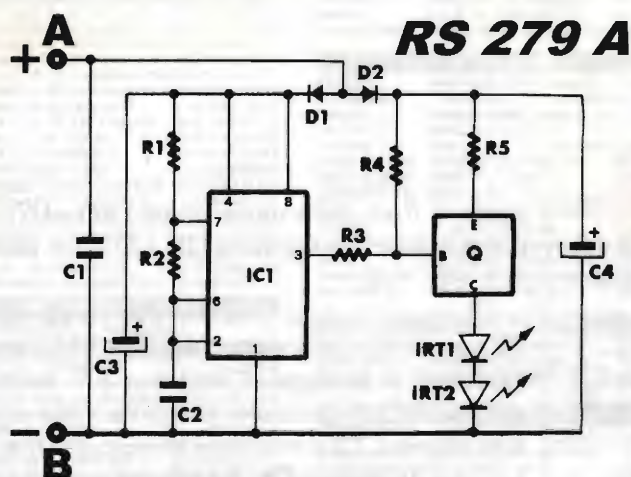 RS 279 A
+ A
D2
D1
R1
4
8
R4
R5
7
E
R3
R2
3
B
Q
+
C1
IC1
C
C4
6
IRT1
+
2
1
C3
IRT2
C2
-
B